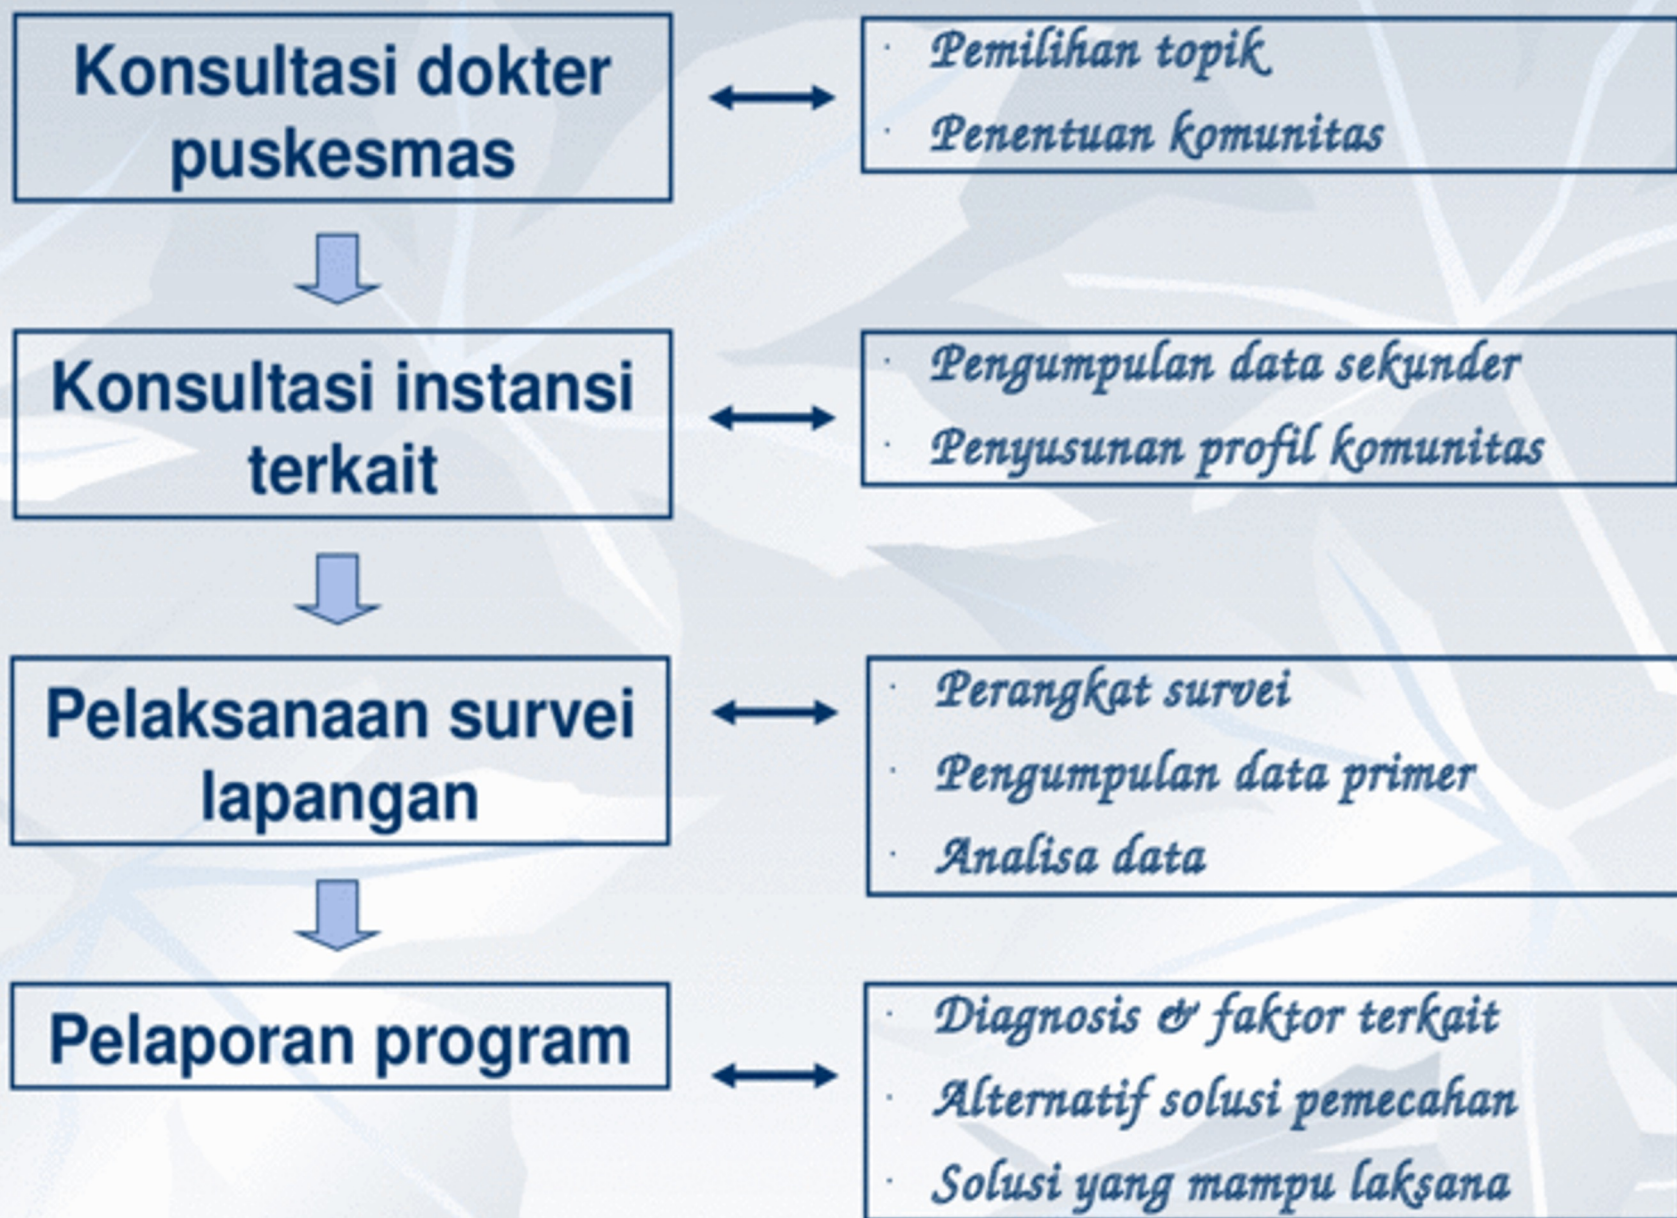 Konsultasi dokter
puskesmas
Pemilihan topik
Penentuan komunitas
Konsultasi instansi
terkait
Pengumpulan data sekunder
Penyusunan profil komunitas
Pelaksanaan survei
lapangan
Perangkat survei
Pengumpulan data primer
Analisa data
Pelaporan program
Diagnosis & faktor terkait
Alternatif solusi pemecahan
Solusi yang mampu laksana